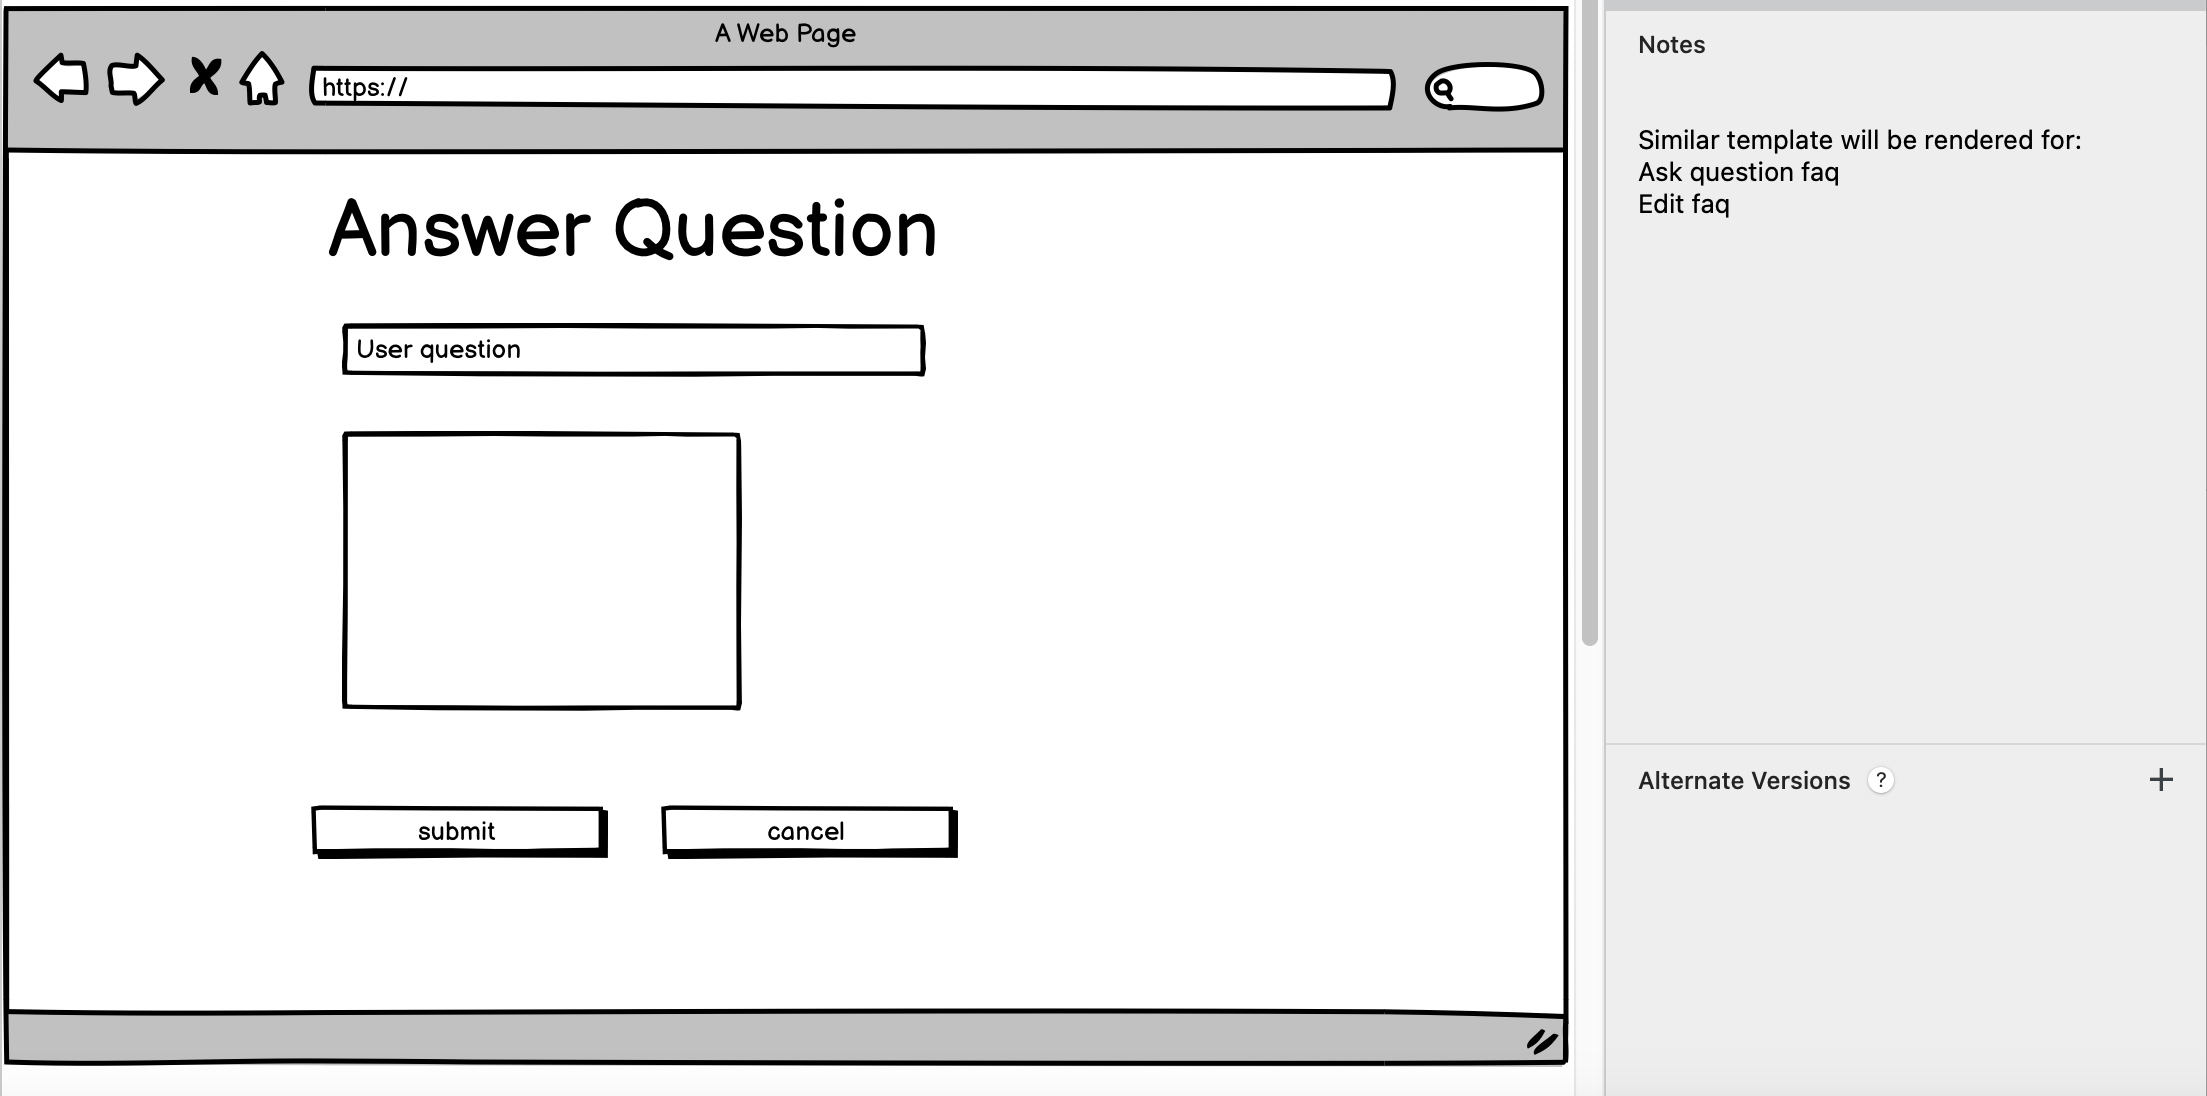 A Web Page
https://
Answer Question
User question
submit
cancel
Notes
Similar template will be rendered for:
Ask question faq
Edit faq
Alternate Versions ?